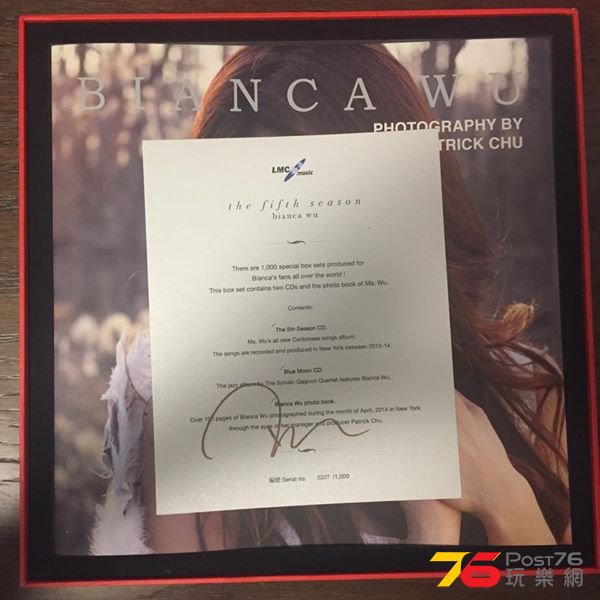 BIANCA WU
PHOTOGRAPHY BY
TRICK CHU
LMC music
the fifth season
bianca wu
There are 1,000 special box sets produced for
Bianca's fans all over the world !
This box set contains two CDs and the photo book of Ms. Wu.
Contents:
The 5th Season CD.
Ms. Wu's all new Cantonese songs album.
The songs are recorded and produced in New York between 2013-14.
Blue Moon CD.
The jazz album by The Sylvain Gagnon Quartet features Bianca Wu.
Bianca Wu photo book.
Over 100 pages of Bianca Wu photographed during the month of April, 2014 in New York
through the eyes of her manager and producer Patrick Chu.
編號 Serial no. 0207 /1,000
76 POST76
玩樂網